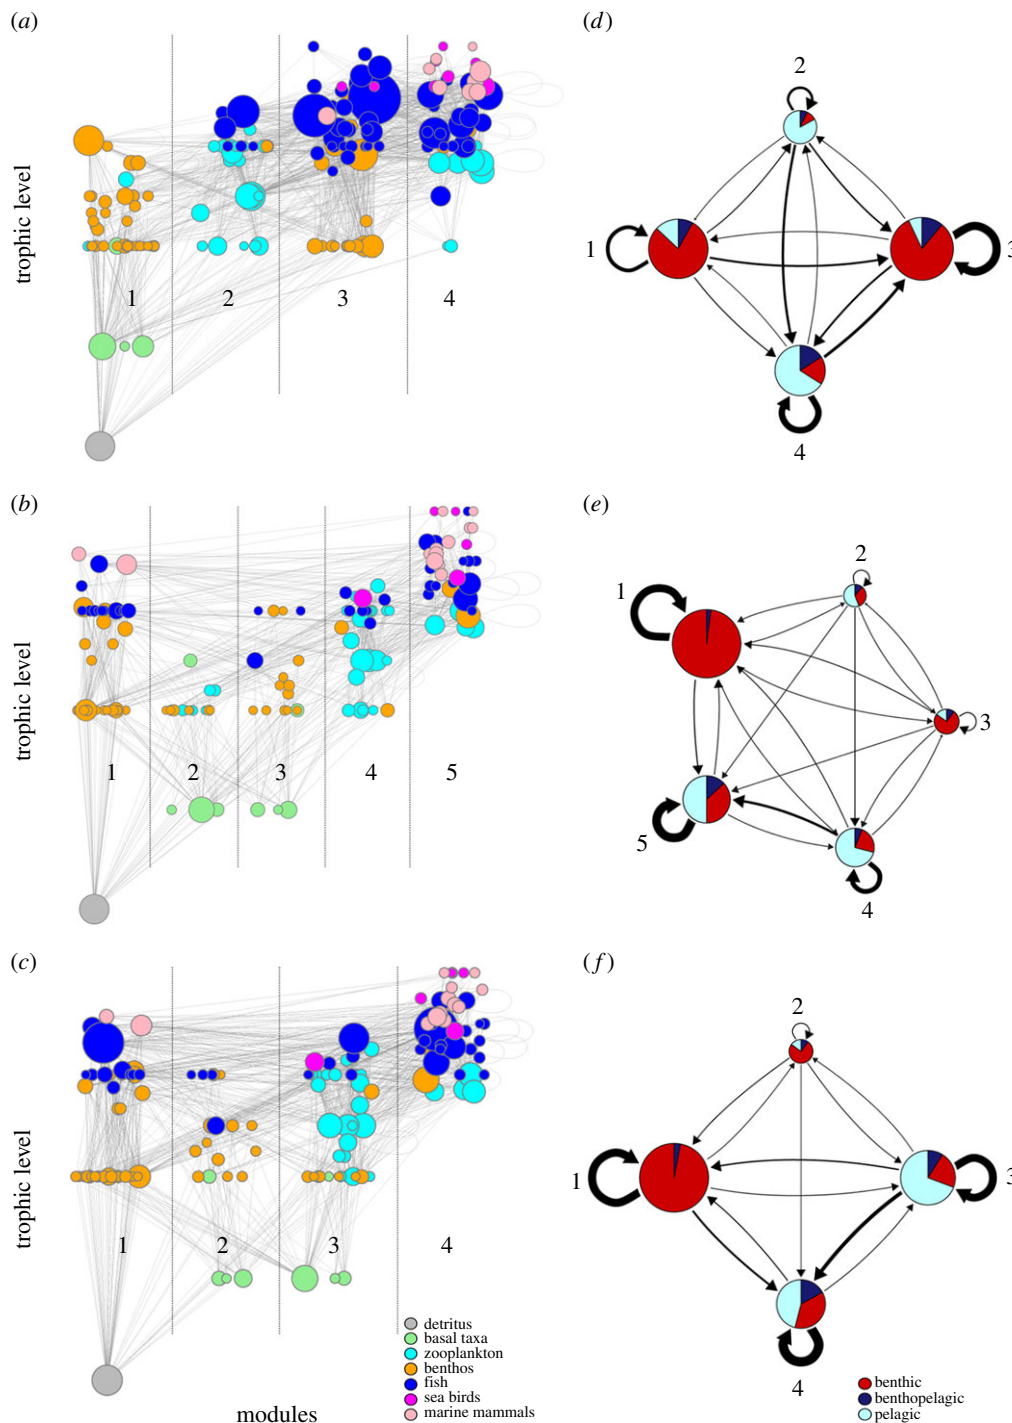 (a)
(d)
trophic level
1 2 3 4
2
1
3
4
(b)
(e)
trophic level
1 2 3 4 5
1
2
3
5
4
(c)
(f)
trophic level
1 2 3 4
modules
detritus
basal taxa
zooplankton
benthos
fish
sea birds
marine mammals
2
1
3
4
benthic
benthopelagic
pelagic